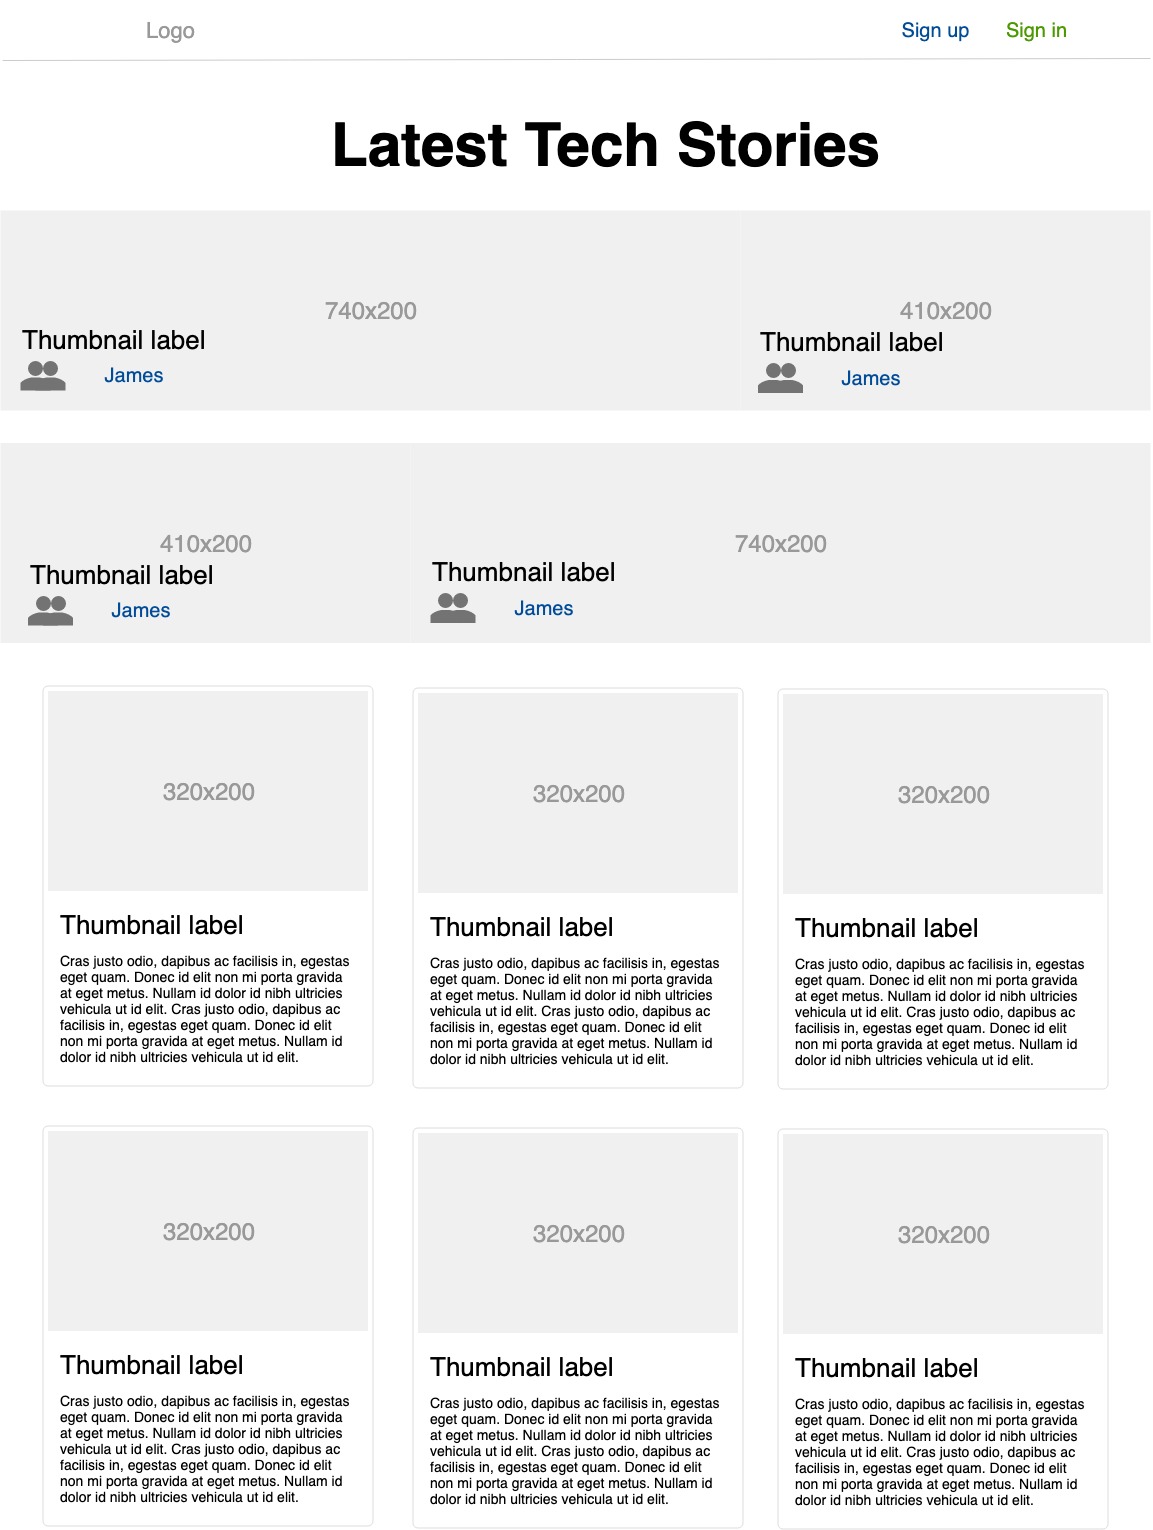 Logo
Sign up
Sign in
Latest Tech Stories
740x200
Thumbnail label
James
410x200
Thumbnail label
James
410x200
Thumbnail label
James
740x200
Thumbnail label
James
320x200
Thumbnail label
Cras justo odio, dapibus ac facilisis in, egestas
eget quam. Donec id elit non mi porta gravida
at eget metus. Nullam id dolor id nibh ultricies
vehicula ut id elit. Cras justo odio, dapibus ac
facilisis in, egestas eget quam. Donec id elit
non mi porta gravida at eget metus. Nullam id
dolor id nibh ultricies vehicula ut id elit.
320x200
Thumbnail label
Cras justo odio, dapibus ac facilisis in, egestas
eget quam. Donec id elit non mi porta gravida
at eget metus. Nullam id dolor id nibh ultricies
vehicula ut id elit. Cras justo odio, dapibus ac
facilisis in, egestas eget quam. Donec id elit
non mi porta gravida at eget metus. Nullam id
dolor id nibh ultricies vehicula ut id elit.
320x200
Thumbnail label
Cras justo odio, dapibus ac facilisis in, egestas
eget quam. Donec id elit non mi porta gravida
at eget metus. Nullam id dolor id nibh ultricies
vehicula ut id elit. Cras justo odio, dapibus ac
facilisis in, egestas eget quam. Donec id elit
non mi porta gravida at eget metus. Nullam id
dolor id nibh ultricies vehicula ut id elit.
320x200
Thumbnail label
Cras justo odio, dapibus ac facilisis in, egestas
eget quam. Donec id elit non mi porta gravida
at eget metus. Nullam id dolor id nibh ultricies
vehicula ut id elit. Cras justo odio, dapibus ac
facilisis in, egestas eget quam. Donec id elit
non mi porta gravida at eget metus. Nullam id
dolor id nibh ultricies vehicula ut id elit.
320x200
Thumbnail label
Cras justo odio, dapibus ac facilisis in, egestas
eget quam. Donec id elit non mi porta gravida
at eget metus. Nullam id dolor id nibh ultricies
vehicula ut id elit. Cras justo odio, dapibus ac
facilisis in, egestas eget quam. Donec id elit
non mi porta gravida at eget metus. Nullam id
dolor id nibh ultricies vehicula ut id elit.
320x200
Thumbnail label
Cras justo odio, dapibus ac facilisis in, egestas
eget quam. Donec id elit non mi porta gravida
at eget metus. Nullam id dolor id nibh ultricies
vehicula ut id elit. Cras justo odio, dapibus ac
facilisis in, egestas eget quam. Donec id elit
non mi porta gravida at eget metus. Nullam id
dolor id nibh ultricies vehicula ut id elit.